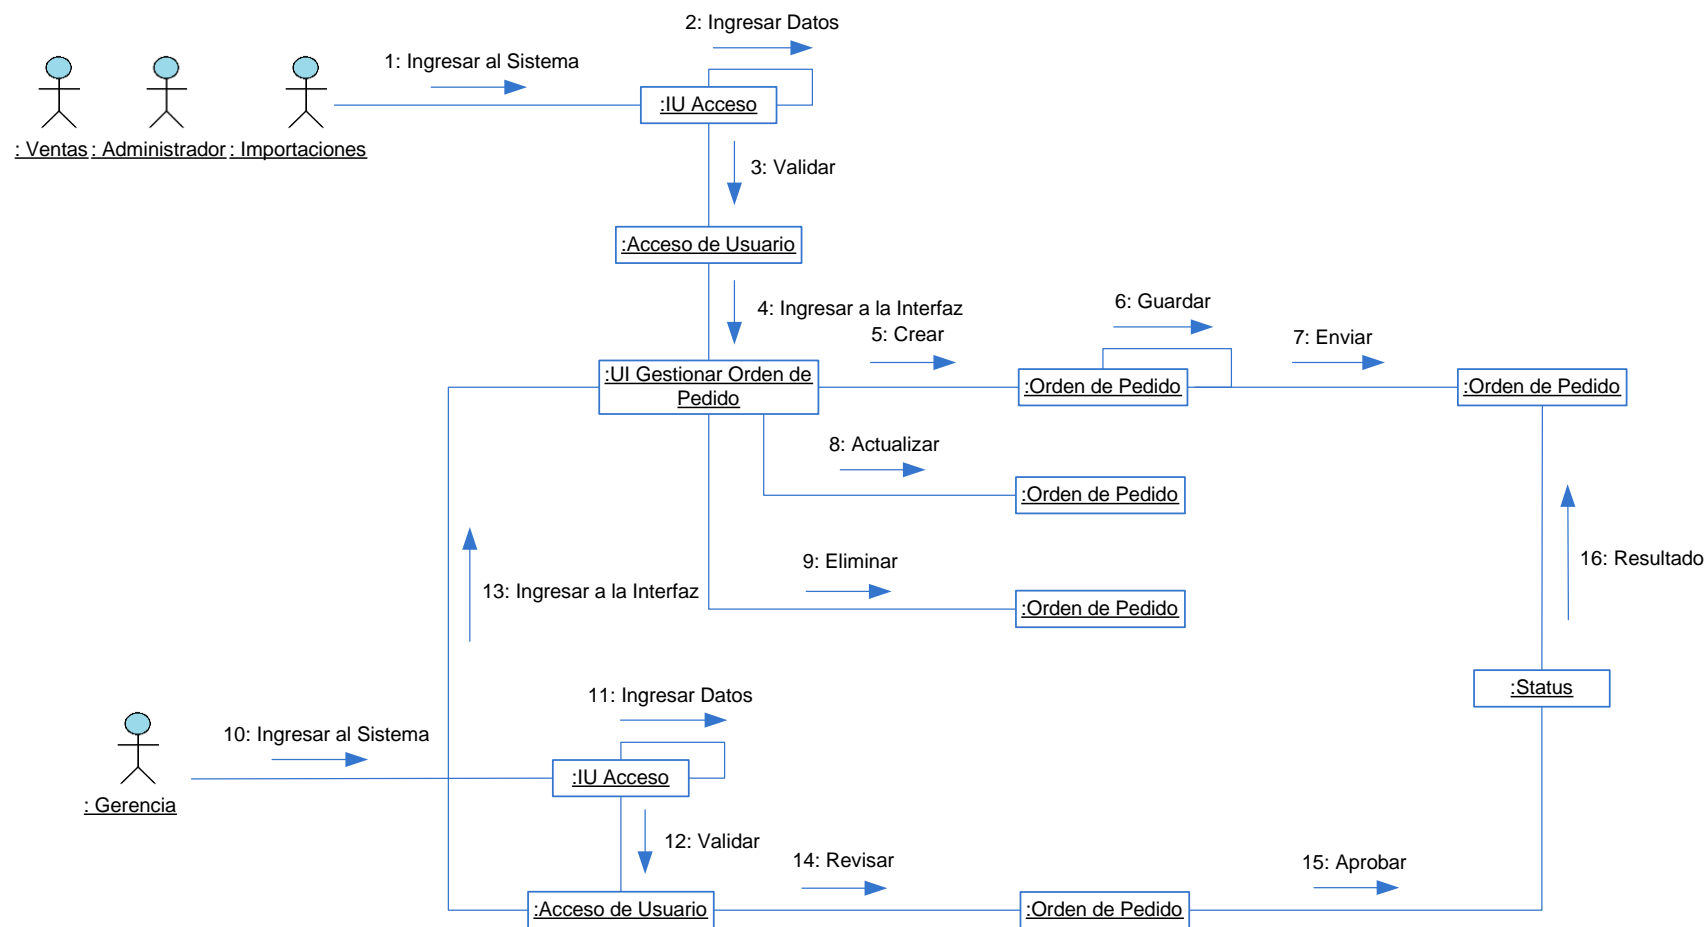 2: Ingresar Datos
1: Ingresar al Sistema
:IU Acceso
: Ventas
: Administrador
: Importaciones
3: Validar
:Acceso de Usuario
4: Ingresar a la Interfaz
5: Crear
6: Guardar
7: Enviar
:UI Gestionar Orden de
Pedido
:Orden de Pedido
:Orden de Pedido
8: Actualizar
:Orden de Pedido
9: Eliminar
:Orden de Pedido
13: Ingresar a la Interfaz
16: Resultado
:Status
11: Ingresar Datos
10: Ingresar al Sistema
:IU Acceso
: Gerencia
12: Validar
14: Revisar
15: Aprobar
:Acceso de Usuario
:Orden de Pedido